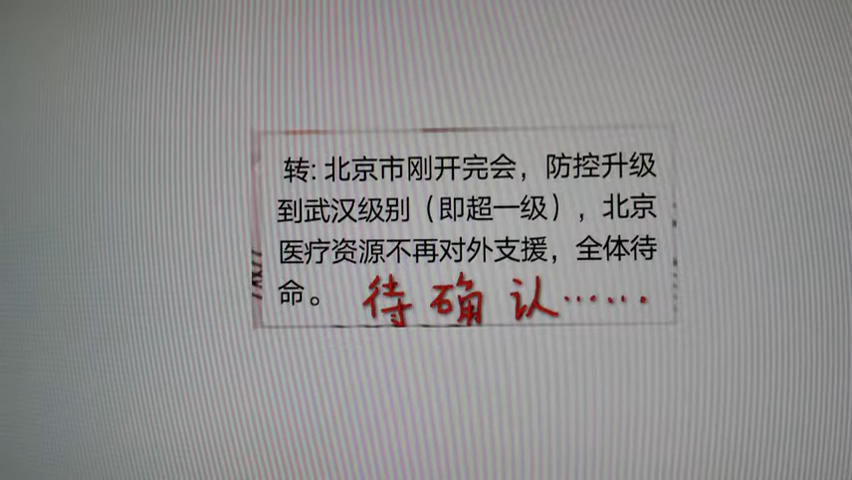 转: 北京市刚开完会，防控升级
到武汉级别（即超一级），北京
医疗资源不再对外支援，全体待
命。 待确认……